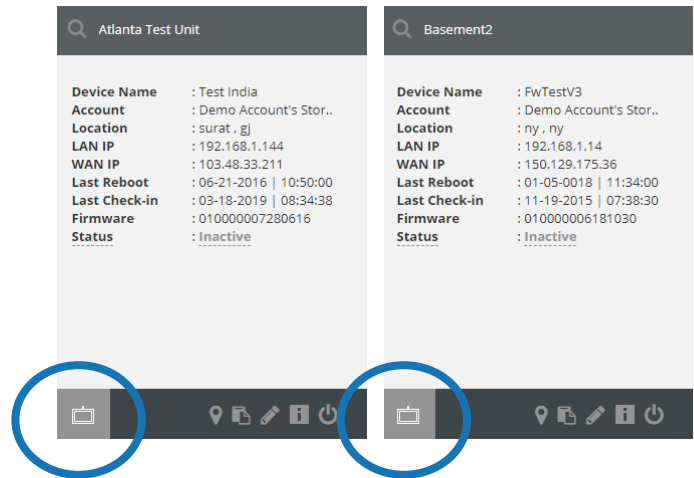 Atlanta Test Unit
Device Name : Test India
Account : Demo Account's Stor..
Location : surat , gj
LAN IP : 192.168.1.144
WAN IP : 103.48.33.211
Last Reboot : 06-21-2016 | 10:50:00
Last Check-in : 03-18-2019 | 08:34:38
Firmware : 010000007280616
Status : Inactive
Basement2
Device Name : FwTestV3
Account : Demo Account's Stor..
Location : ny , ny
LAN IP : 192.168.1.14
WAN IP : 150.129.175.36
Last Reboot : 01-05-0018 | 11:34:00
Last Check-in : 11-19-2015 | 07:38:30
Firmware : 010000006181030
Status : Inactive